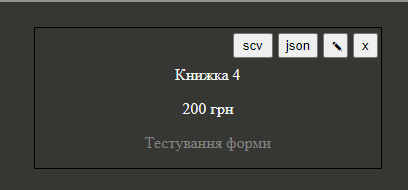 scv json ✎ x
Книжка 4
200 грн
Тестування форми